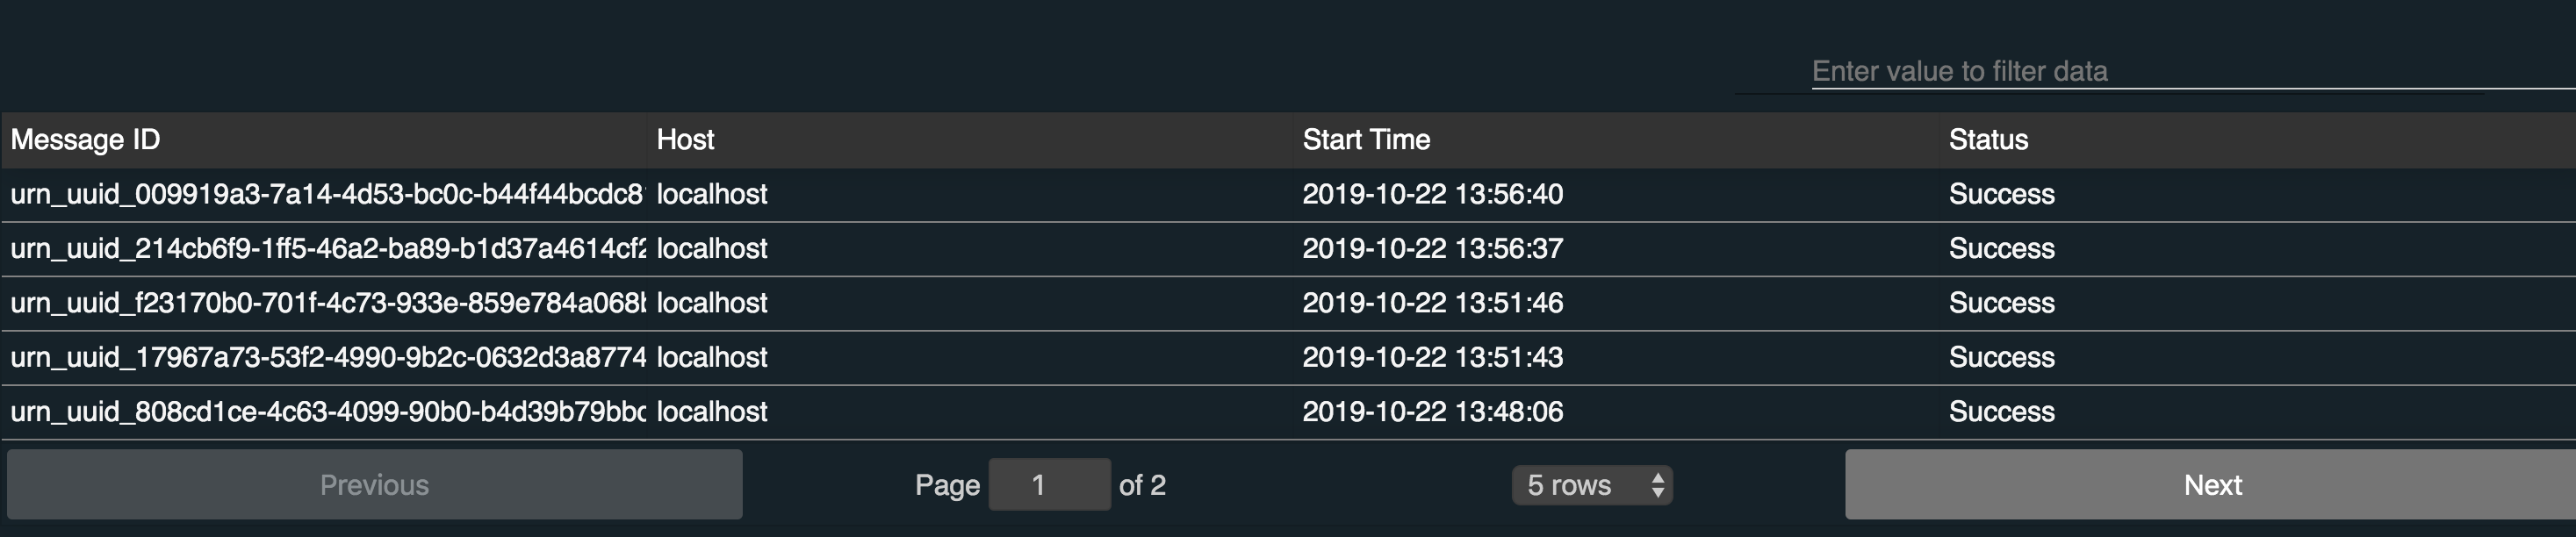 Enter value to filter data
Message ID Host Start Time Status
urn_uuid_009919a3-7a14-4d53-bc0c-b44f44bcdc8 localhost 2019-10-22 13:56:40 Success
urn_uuid_214cb6f9-1ff5-46a2-ba89-b1d37a4614cf localhost 2019-10-22 13:56:37 Success
urn_uuid_f23170b0-701f-4c73-933e-859e784a068 localhost 2019-10-22 13:51:46 Success
urn_uuid_17967a73-53f2-4990-9b2c-0632d3a8774 localhost 2019-10-22 13:51:43 Success
urn_uuid_808cd1ce-4c63-4099-90b0-b4d39b79bb localhost 2019-10-22 13:48:06 Success
Previous Page 1 of 2 5 rows Next